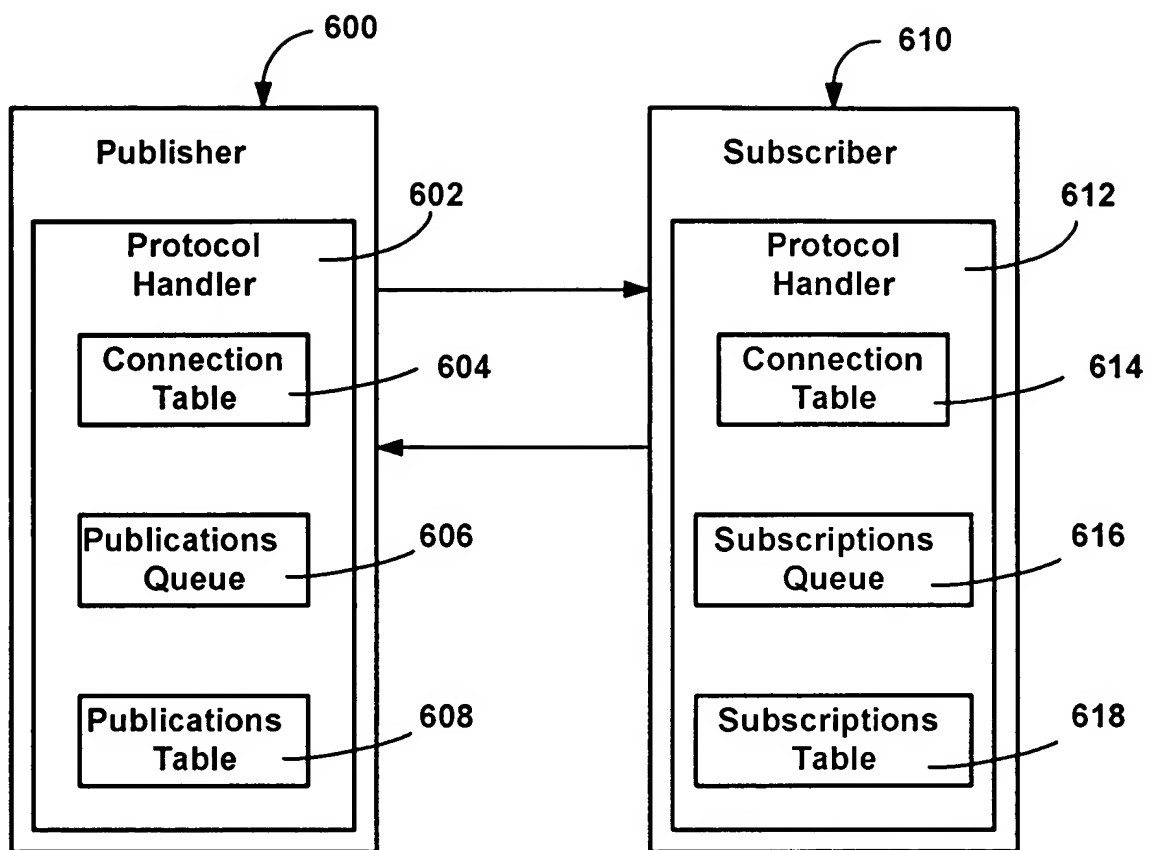 600
610
Publisher
Subscriber
602
612
Protocol
Handler
Protocol
Handler
Connection
Table
604
Connection
Table
614
Publications
Queue
606
Subscriptions
Queue
616
Publications
Table
608
Subscriptions
Table
618